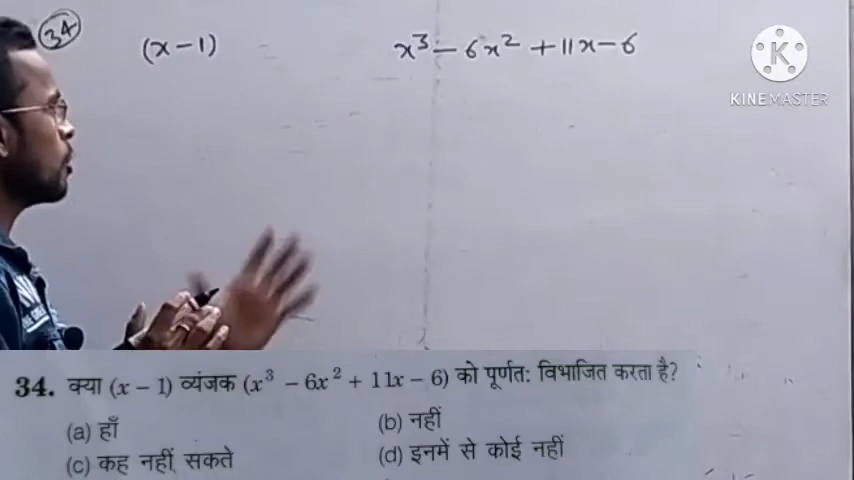 34
(x-1) x³ - 6x² + 11x - 6
KINEMASTER
34. क्या (x – 1) व्यंजक (x³ – 6x² + 11x – 6) को पूर्णत: विभाजित करता है?
(a) हाँ (b) नहीं
(c) कह नहीं सकते (d) इनमें से कोई नहीं